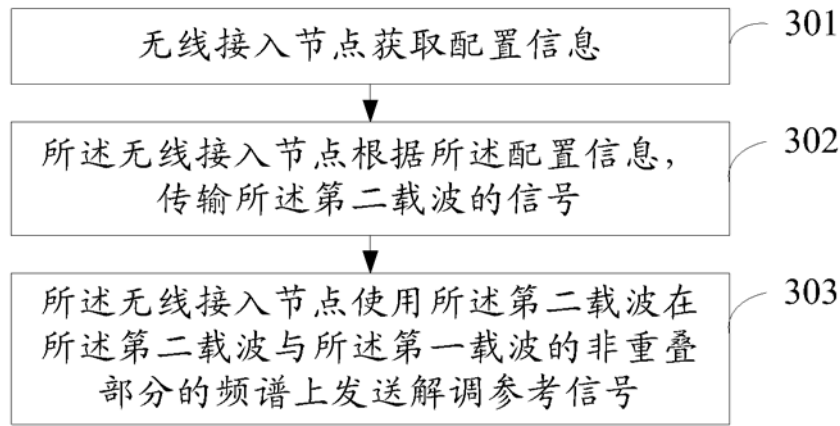 无线接入节点获取配置信息
301
所述无线接入节点根据所述配置信息，
传输所述第二载波的信号
302
所述无线接入节点使用所述第二载波在
所述第二载波与所述第一载波的非重叠
部分的频谱上发送解调参考信号
303